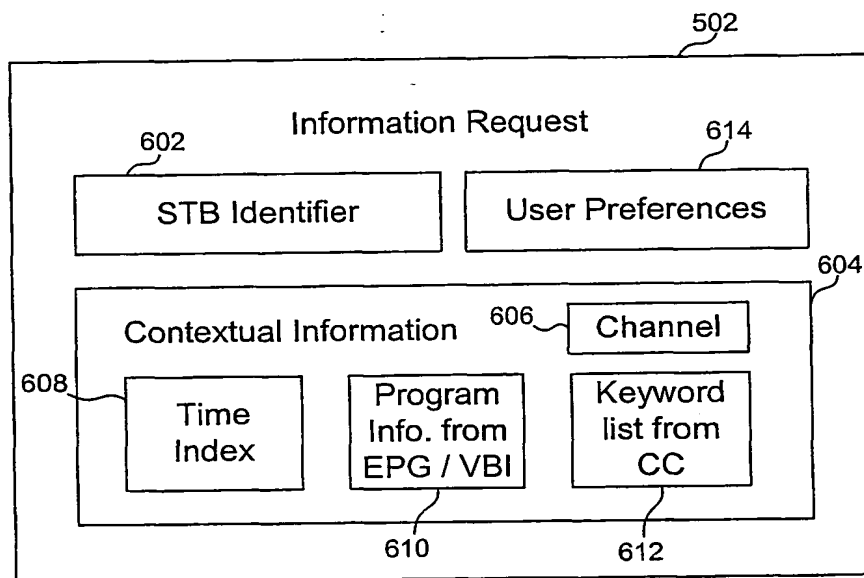 502
Information Request
602
614
STB Identifier
User Preferences
604
Contextual Information
606
Channel
608
Time
Index
Program
Info. from
EPG / VBI
Keyword
list from
CC
610
612